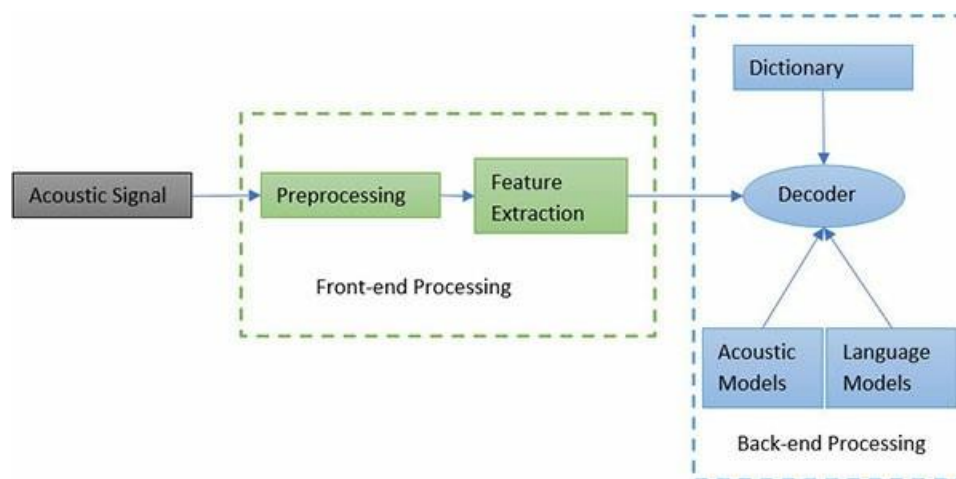 Dictionary
Acoustic Signal
Preprocessing
Feature
Extraction
Decoder
Front-end Processing
Acoustic
Models
Language
Models
Back-end Processing